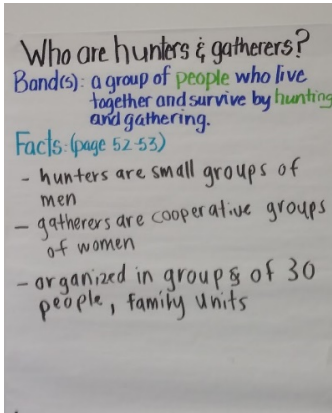 Who are hunters & gatherers?
Band(s): a group of people who live
together and survive by hunting
and gathering.
Facts: (page 52-53)
- hunters are small groups of
men
- gatherers are cooperative groups
of women
- organized in groups of 30
people, family units